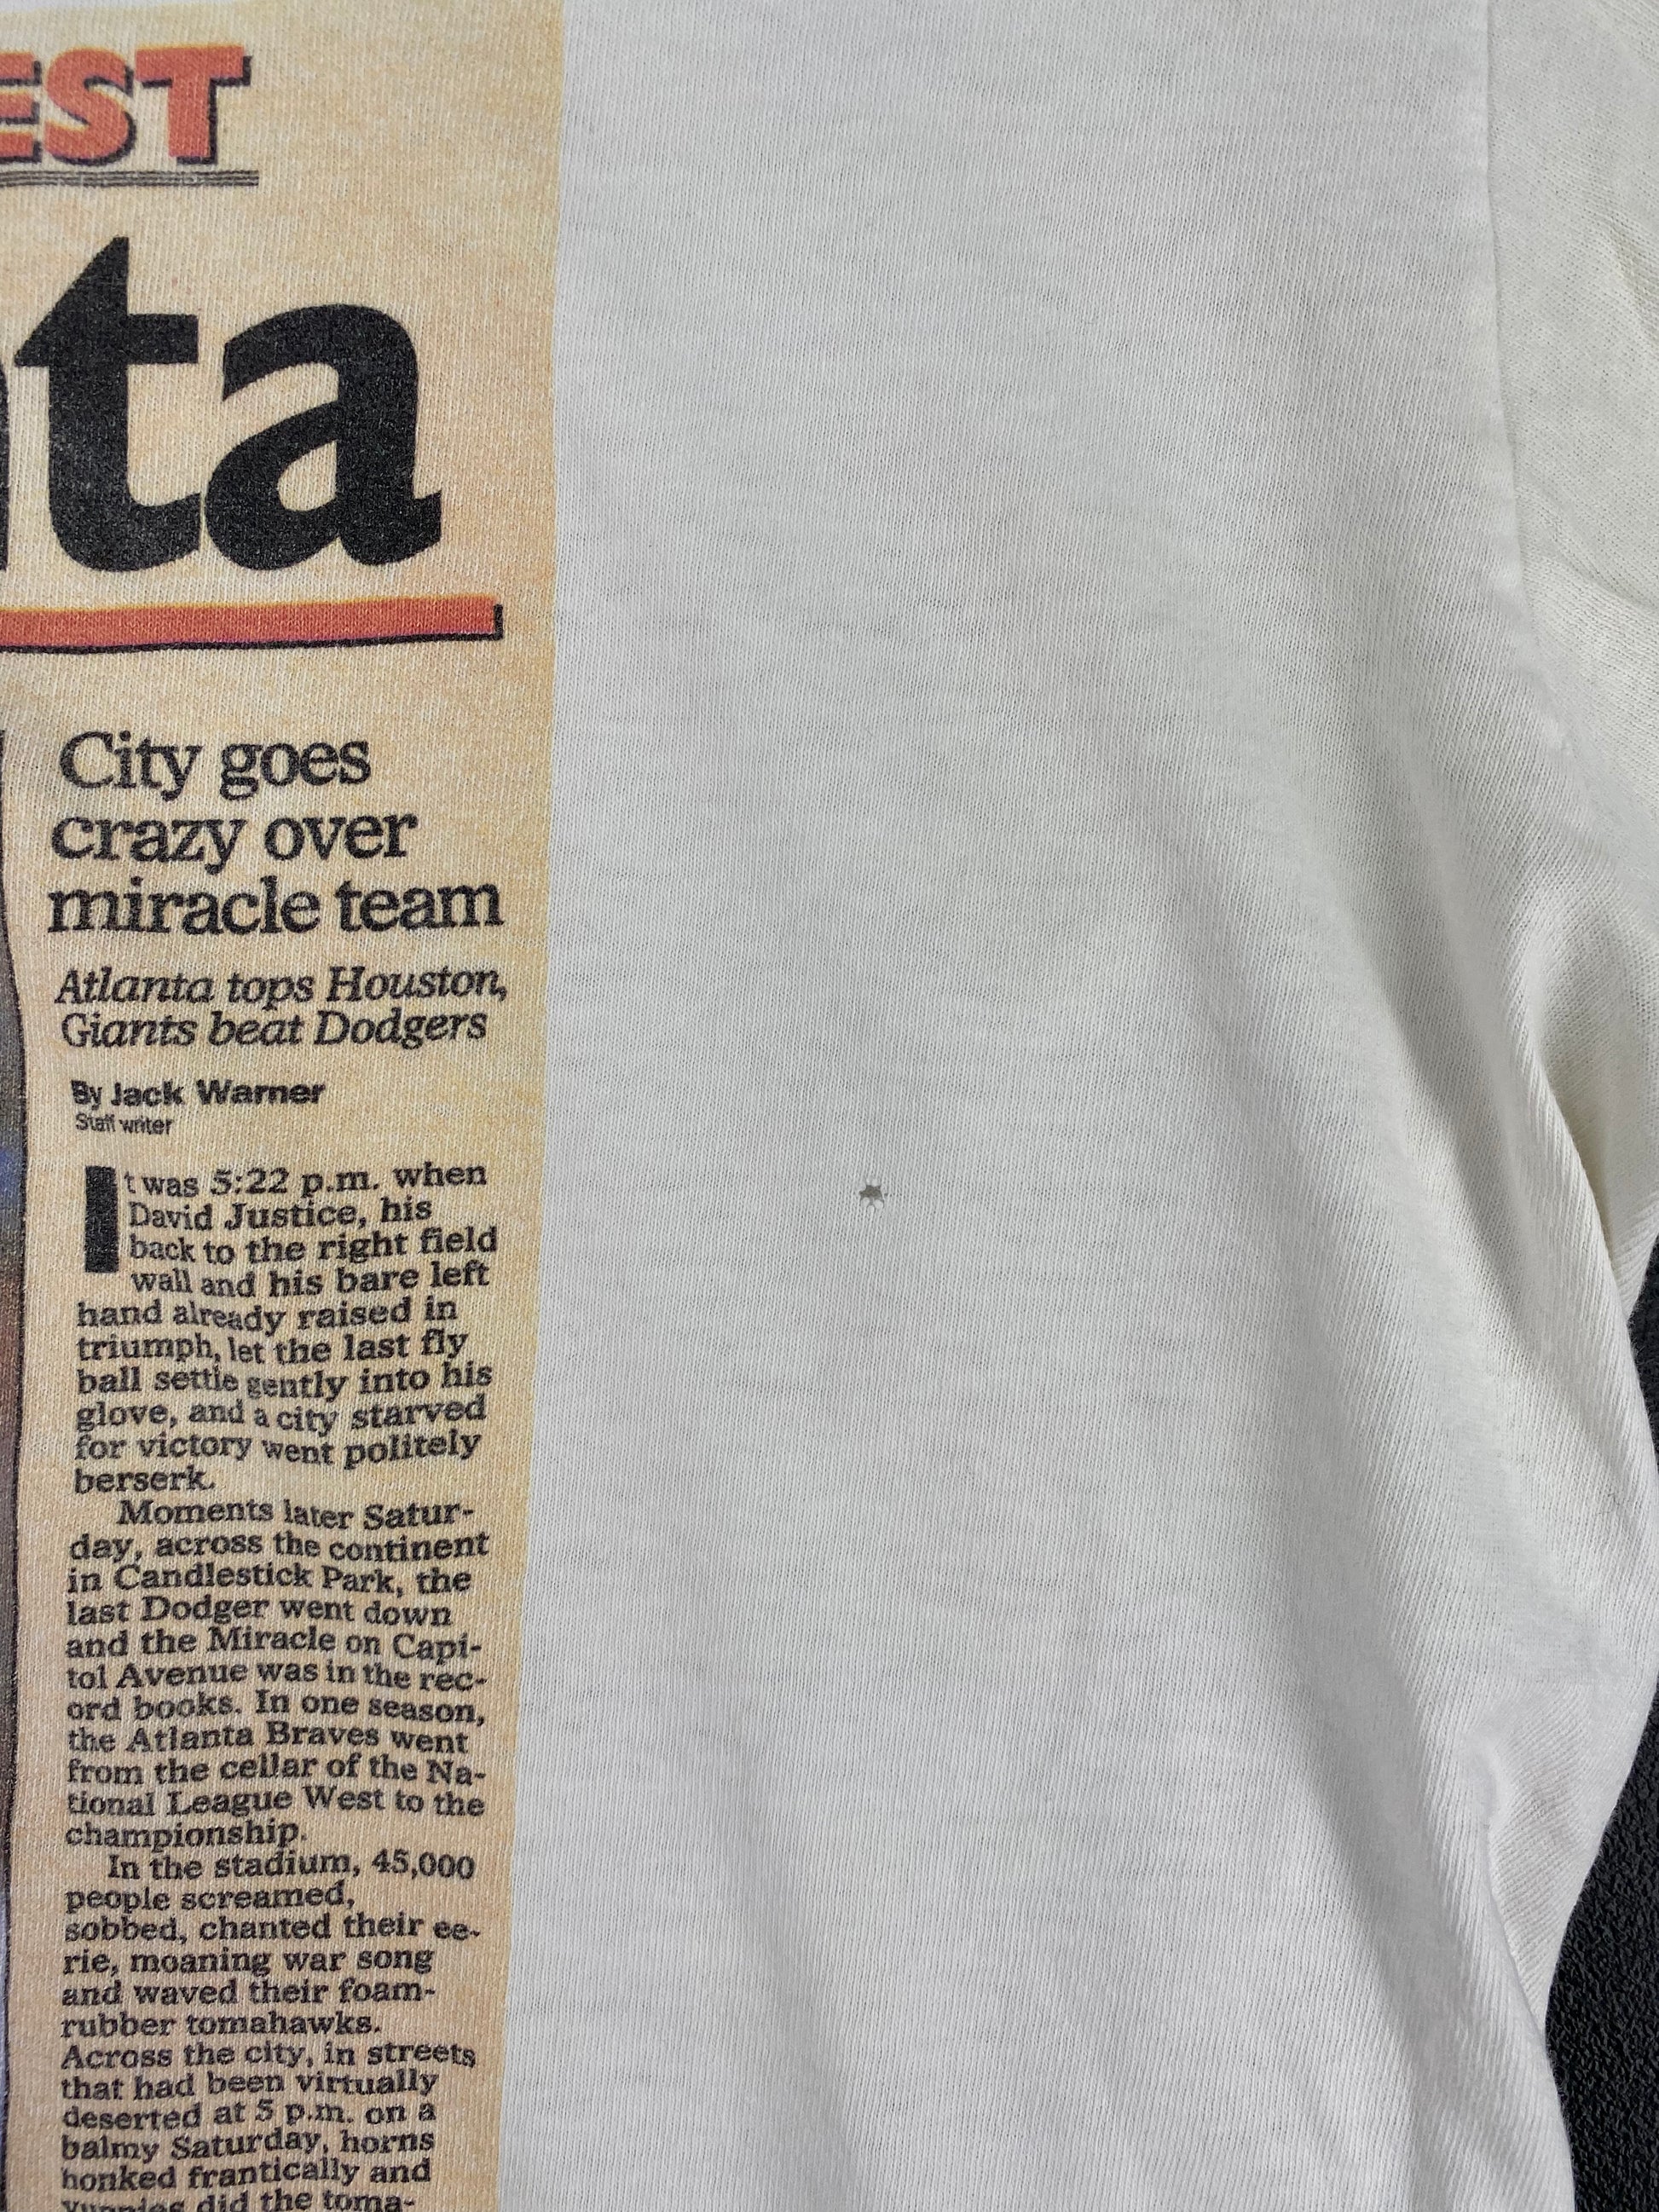 EST
ta
City goes
crazy over
miracle team
Atlanta tops Houston,
Giants beat Dodgers
By Jack Warner
Staff writer
It was 5:22 p.m. when
David Justice, his
back to the right field
wall and his bare left
hand already raised in
triumph, let the last fly
ball settle gently into his
glove, and a city starved
for victory went politely
berserk.
Moments later Satur-
day, across the continent
in Candlestick Park, the
last Dodger went down
and the Miracle on Capi-
tol Avenue was in the rec-
ord books. In one season,
the Atlanta Braves went
from the cellar of the Na-
tional League West to the
championship.
In the stadium, 45,000
people screamed,
sobbed, chanted their ee-
rie, moaning war song
and waved their foam-
rubber tomahawks.
Across the city, in streets
that had been virtually
deserted at 5 p.m. on a
balmy Saturday, horns
honked frantically and
yuppies did the toma-